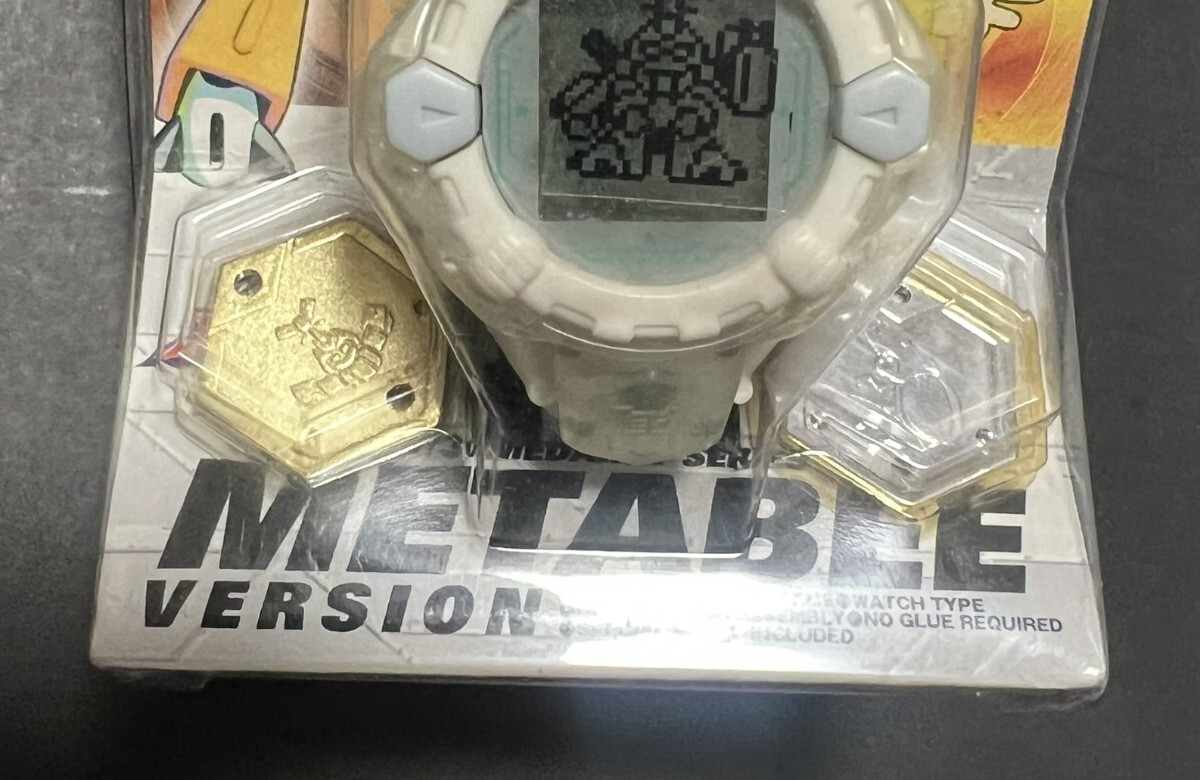 METABEE
VERSION
WATCH TYPE
NO GLUE REQUIRED
INCLUDED